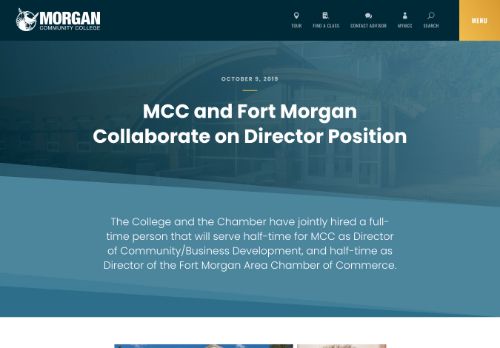 MORGAN
COMMUNITY COLLEGE
TOUR
FIND A CLASS
CONTACT ADVISOR
MYMCC
SEARCH
MENU
OCTOBER 9, 2019
MCC and Fort Morgan
Collaborate on Director Position
The College and the Chamber have jointly hired a full-
time person that will serve half-time for MCC as Director
of Community/Business Development, and half-time as
Director of the Fort Morgan Area Chamber of Commerce.